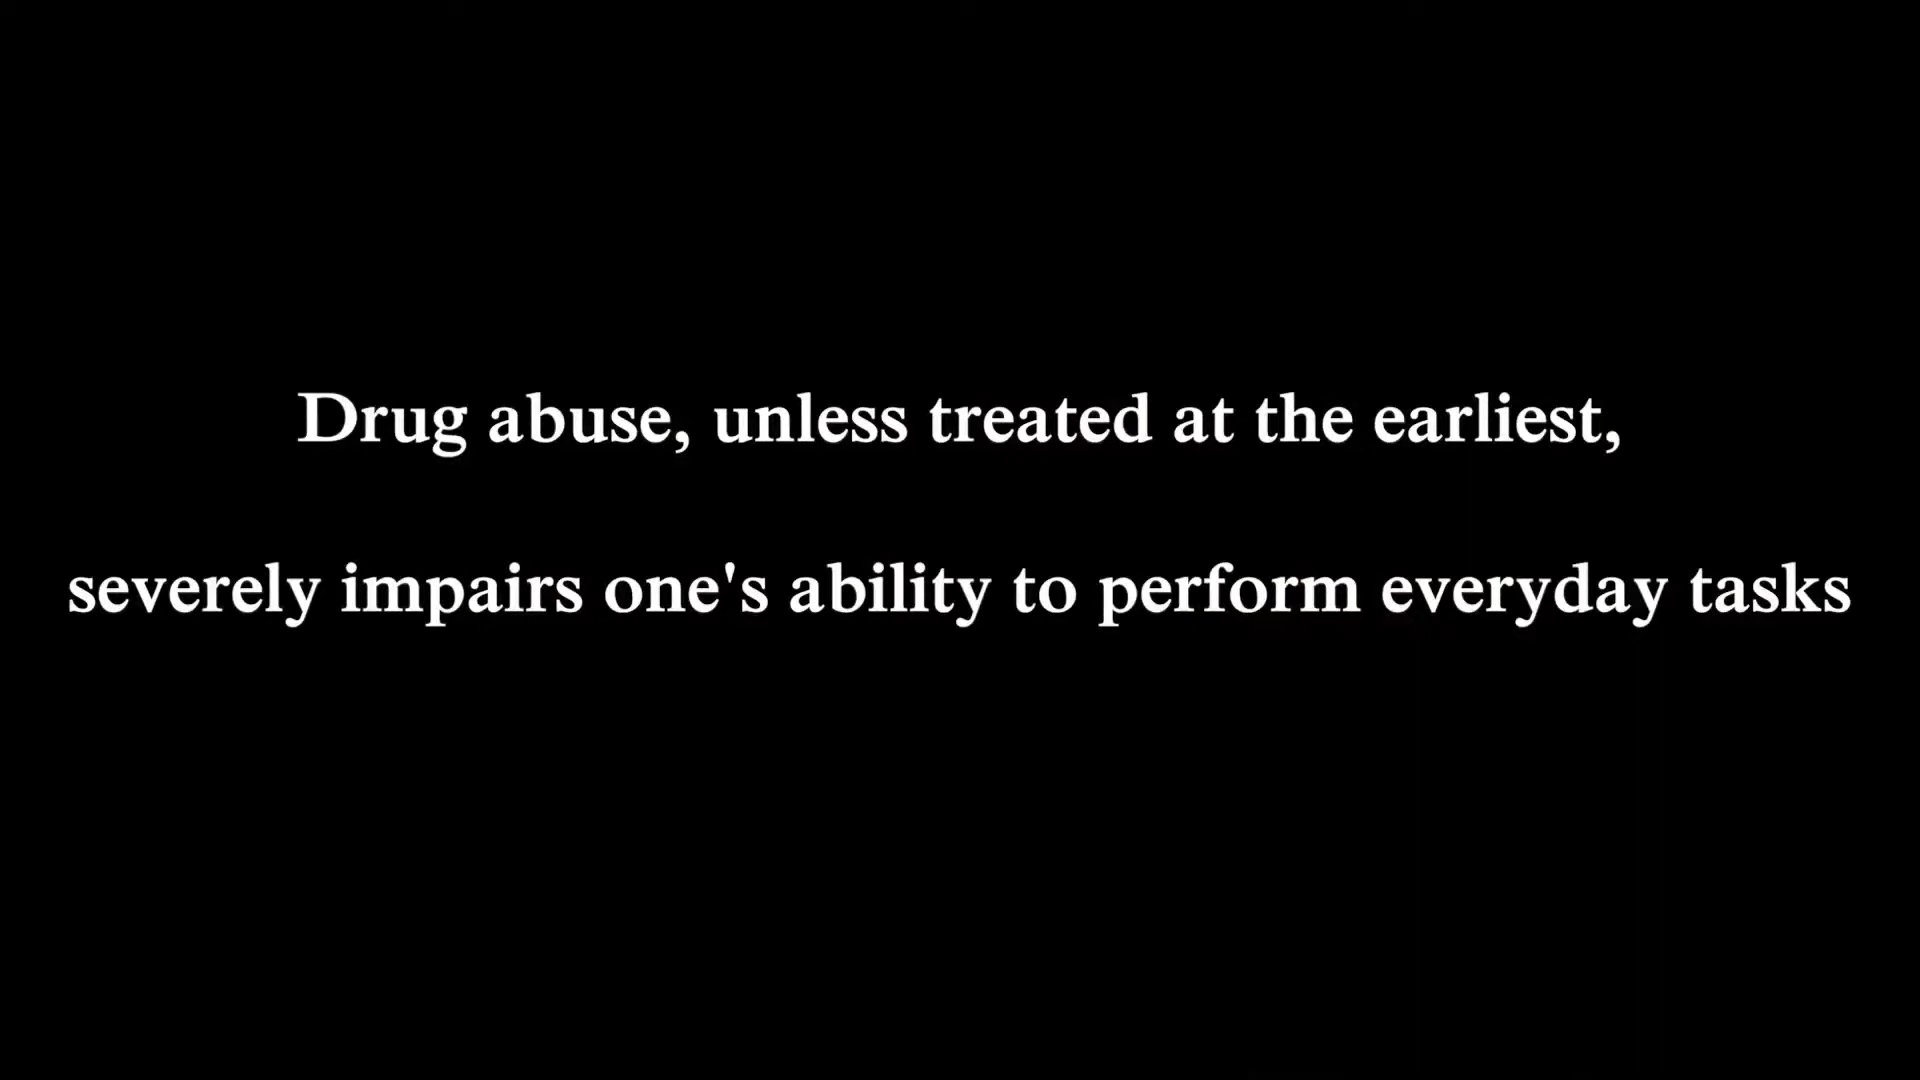 Drug abuse, unless treated at the earliest,
severely impairs one's ability to perform everyday tasks